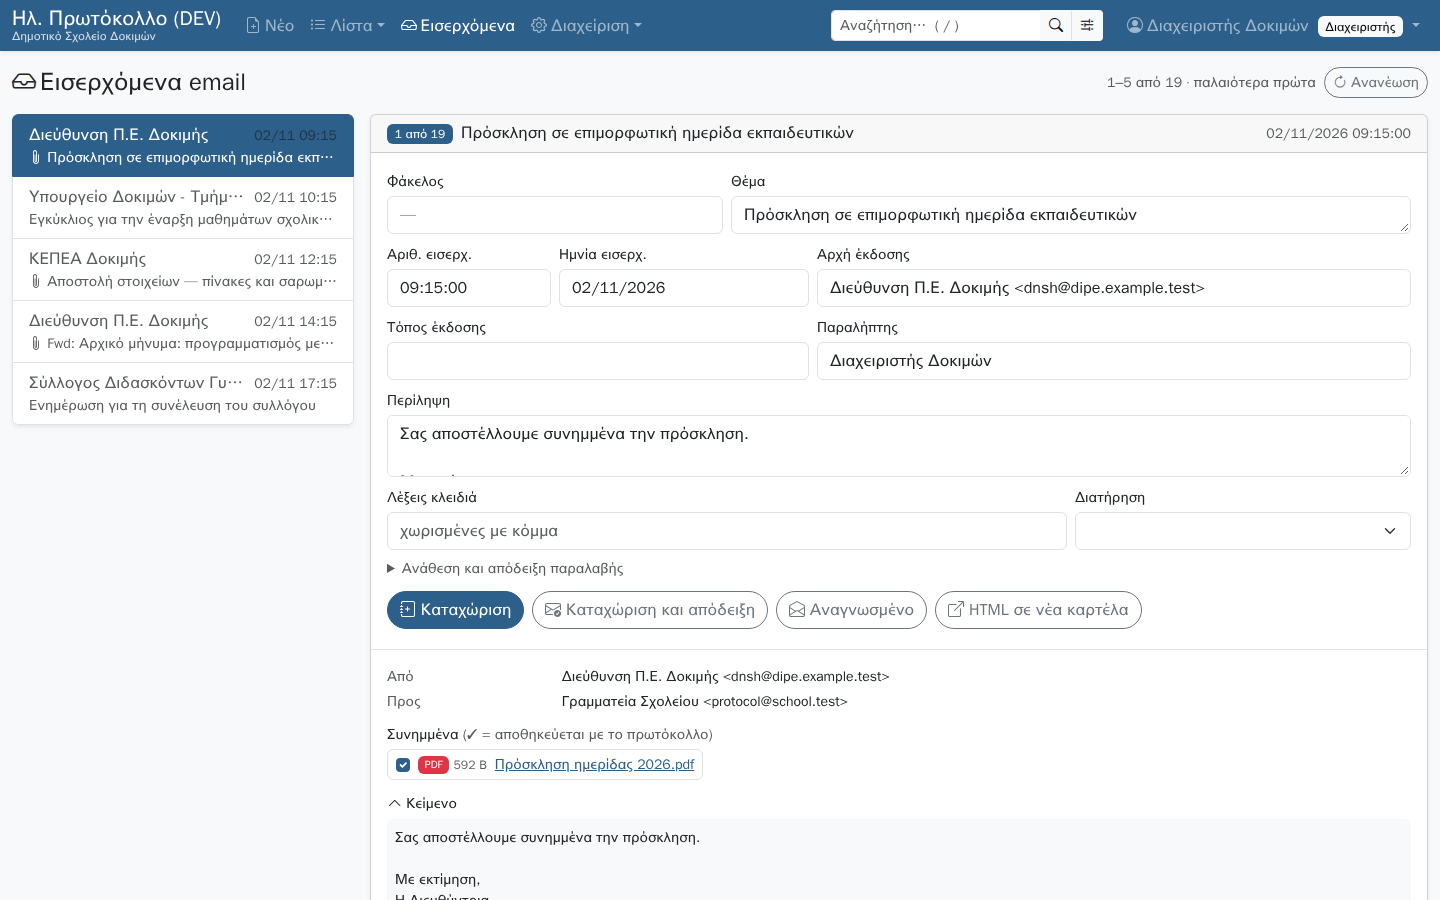 Ηλ. Πρωτόκολλο (DEV)
Δημοτικό Σχολείο Δοκιμών
Νέο
Λίστα
Εισερχόμενα
Διαχείριση
Αναζήτηση… ( / )
Διαχειριστής Δοκιμών
Διαχειριστής
Εισερχόμενα email
1–5 από 19 · παλαιότερα πρώτα
Ανανέωση
Διεύθυνση Π.Ε. Δοκιμής 02/11 09:15
Πρόσκληση σε επιμορφωτική ημερίδα εκπ…
Υπουργείο Δοκιμών - Τμήμ… 02/11 10:15
Εγκύκλιος για την έναρξη μαθημάτων σχολικ…
ΚΕΠΕΑ Δοκιμής 02/11 12:15
Αποστολή στοιχείων — πίνακες και σαρωμ…
Διεύθυνση Π.Ε. Δοκιμής 02/11 14:15
Fwd: Αρχικό μήνυμα: προγραμματισμός με…
Σύλλογος Διδασκόντων Γυ… 02/11 17:15
Ενημέρωση για τη συνέλευση του συλλόγου
1 από 19 Πρόσκληση σε επιμορφωτική ημερίδα εκπαιδευτικών 02/11/2026 09:15:00
Φάκελος Θέμα
— Πρόσκληση σε επιμορφωτική ημερίδα εκπαιδευτικών
Αριθ. εισερχ. Ημνία εισερχ. Αρχή έκδοσης
09:15:00 02/11/2026 Διεύθυνση Π.Ε. Δοκιμής <dnsh@dipe.example.test>
Τόπος έκδοσης Παραλήπτης
Διαχειριστής Δοκιμών
Περίληψη
Σας αποστέλλουμε συνημμένα την πρόσκληση.
Λέξεις κλειδιά Διατήρηση
χωρισμένες με κόμμα
Ανάθεση και απόδειξη παραλαβής
Καταχώριση
Καταχώριση και απόδειξη
Αναγνωσμένο
HTML σε νέα καρτέλα
Από Διεύθυνση Π.Ε. Δοκιμής <dnsh@dipe.example.test>
Προς Γραμματεία Σχολείου <protocol@school.test>
Συνημμένα (✓ = αποθηκεύεται με το πρωτόκολλο)
PDF 592 B Πρόσκληση ημερίδας 2026.pdf
Κείμενο
Σας αποστέλλουμε συνημμένα την πρόσκληση.
Με εκτίμηση,
Η Διευθύντρια